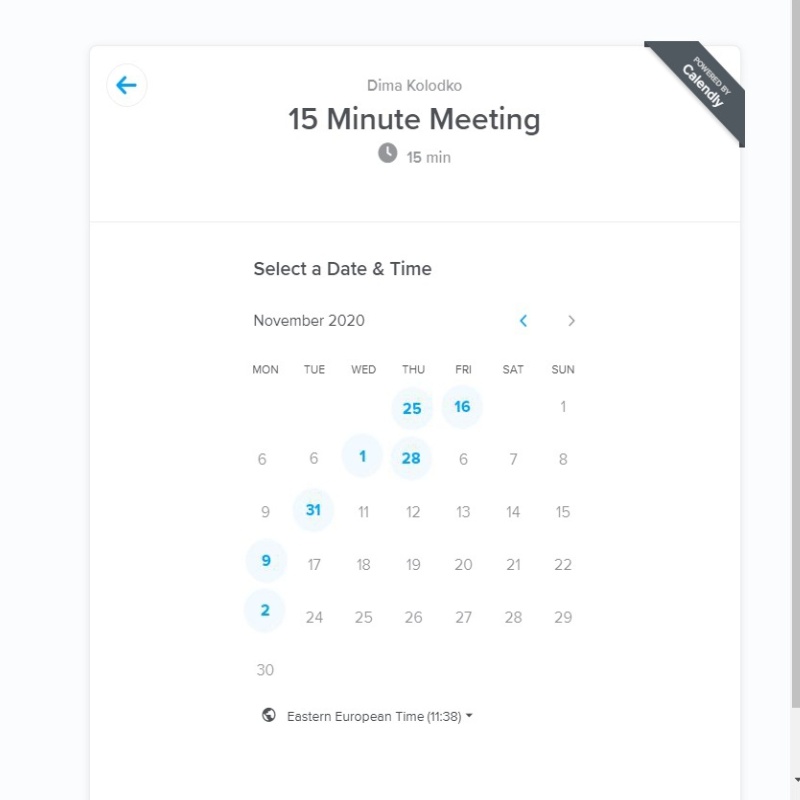 Dima Kolodko
POWERED BY
Calendly
15 Minute Meeting
15 min
Select a Date & Time
November 2020
MON TUE WED THU FRI SAT SUN
25 16 1
6 6 1 28 6 7 8
9 31 11 12 13 14 15
9 17 18 19 20 21 22
2 24 25 26 27 28 29
30
Eastern European Time (11:38)